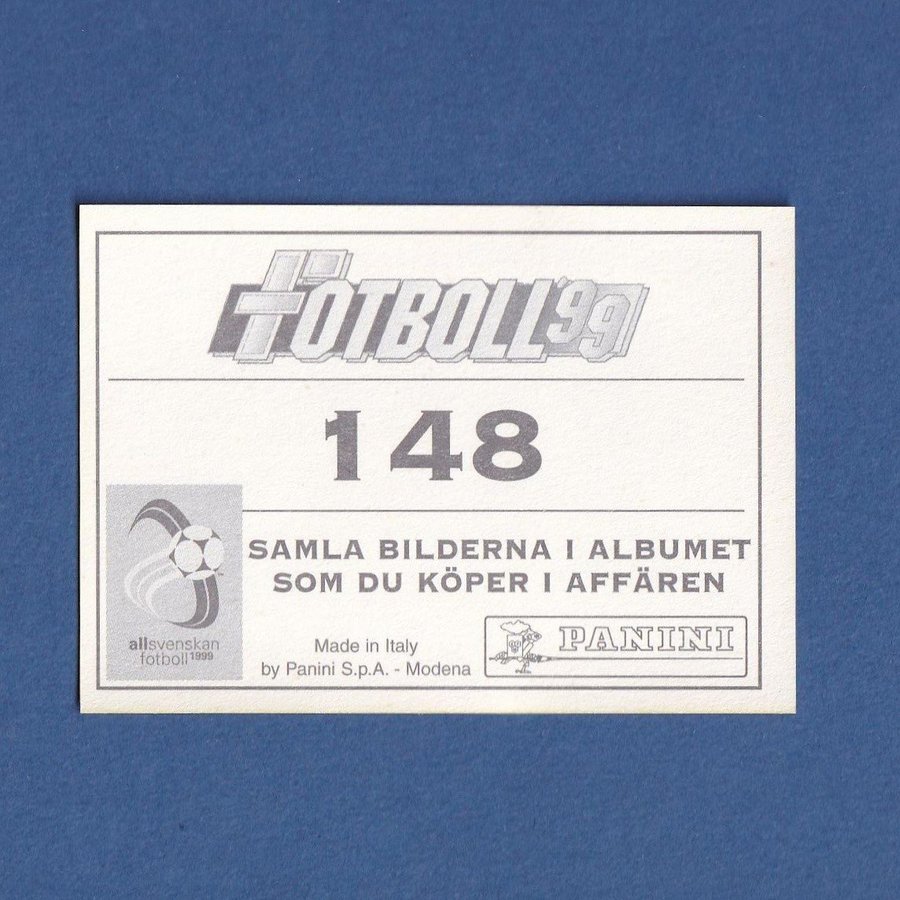 FOTBOLL'99
148
SAMLA BILDERNA I ALBUMET
SOM DU KÖPER I AFFÄREN
allsvenskan
fotboll 1999
Made in Italy
by Panini S.p.A. - Modena
PANINI